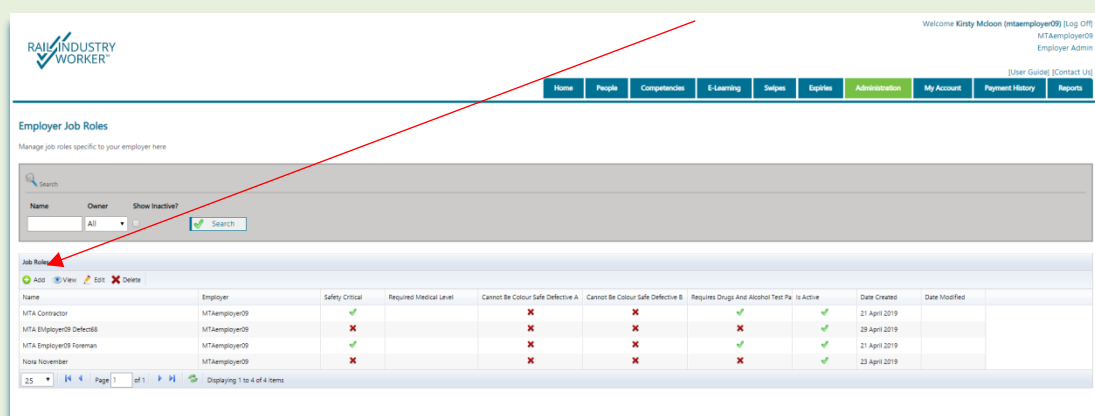 Welcome Kirsty Mcloon (mtaemployer09) [Log Off]
MTAemployer09
Employer Admin
RAIL INDUSTRY
WORKER™
[User Guide] [Contact Us]
Home People Competencies E-Learning Swipes Expiries Administration My Account Payment History Reports
Employer Job Roles
Manage job roles specific to your employer here
Search
Name Owner Show Inactive?
All Search
Job Roles
Add View Edit Delete
Name Employer Safety Critical Required Medical Level Cannot Be Colour Safe Defective A Cannot Be Colour Safe Defective B Requires Drugs And Alcohol Test Pa Is Active Date Created Date Modified
MTA Contractor MTAemployer09 21 April 2019
MTA EMployer09 Defect68 MTAemployer09 29 April 2019
MTA Employer09 Foreman MTAemployer09 21 April 2019
Nora November MTAemployer09 23 April 2019
25 Page 1 of 1 Displaying 1 to 4 of 4 items